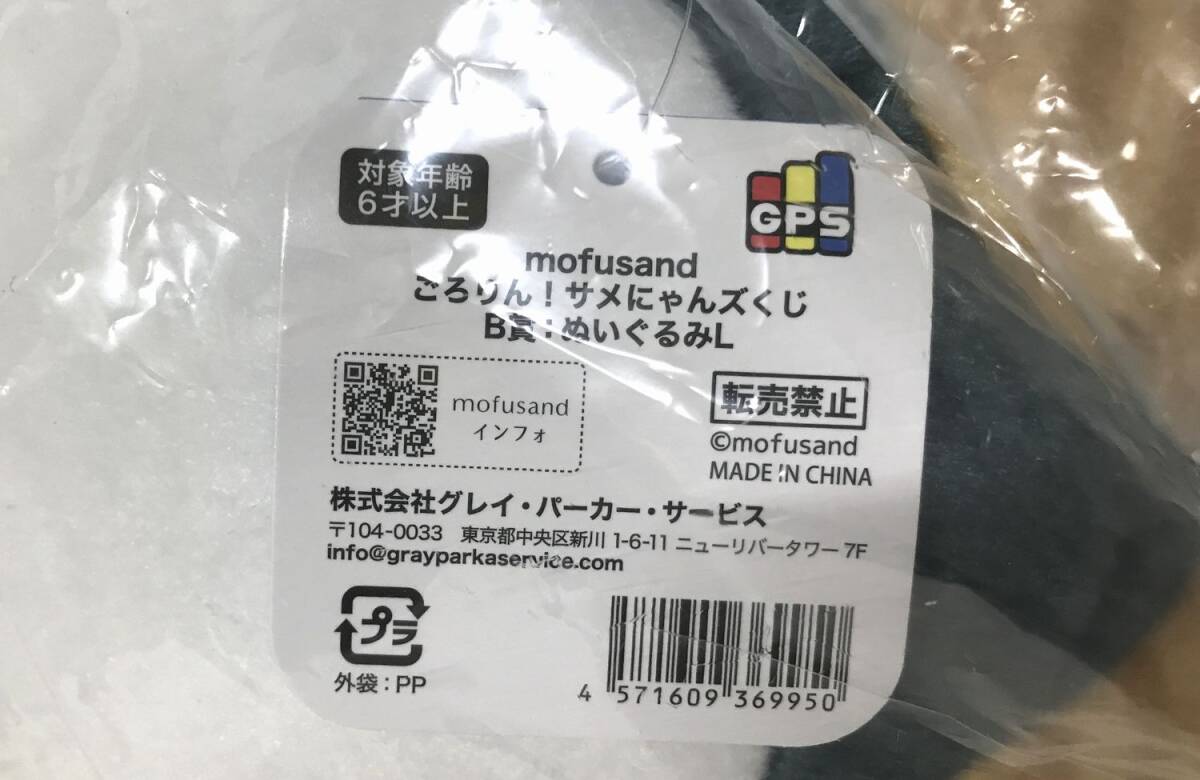 対象年齢
6才以上
GPS
mofusand
ごろりん！サメにゃんズくじ
B賞：ぬいぐるみL
mofusand
インフォ
転売禁止
©mofusand
MADE IN CHINA
株式会社グレイ・パーカー・サービス
〒104-0033 東京都中央区新川 1-6-11 ニューリバータワー 7F
info@grayparkaservice.com
プラ
外袋：PP
4 571609 369950